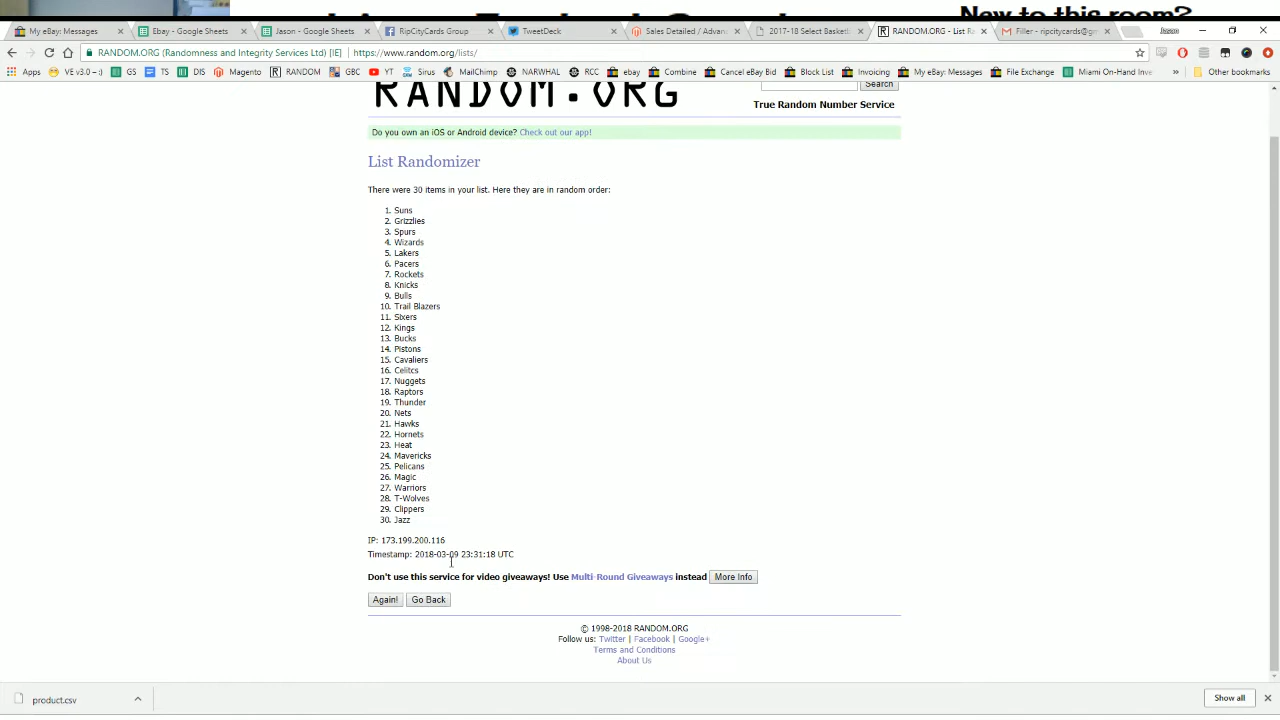 New to this room?
My eBay: Messages
Ebay - Google Sheets
Jason - Google Sheets
RipCityCards Group
TweetDeck
Sales Detailed / Advan
2017-18 Select Basketb
RANDOM.ORG - List Ra
Filler - ripcitycards@gm
RANDOM.ORG (Randomness and Integrity Services Ltd) [IE] https://www.random.org/lists/
Apps VE v3.0 --:) GS TS DIS Magento RANDOM GBC YT Sirus MailChimp NARWHAL RCC ebay Combine Cancel eBay Bid Block List Invoicing My eBay: Messages File Exchange Miami On Hand Inve » Other bookmarks
RANDOM.ORG
Search
True Random Number Service
Do you own an iOS or Android device? Check out our app!
List Randomizer
There were 30 items in your list. Here they are in random order:
1. Suns
2. Grizzlies
3. Spurs
4. Wizards
5. Lakers
6. Pacers
7. Rockets
8. Knicks
9. Bulls
10. Trail Blazers
11. Sixers
12. Kings
13. Bucks
14. Pistons
15. Cavaliers
16. Celitcs
17. Nuggets
18. Raptors
19. Thunder
20. Nets
21. Hawks
22. Hornets
23. Heat
24. Mavericks
25. Pelicans
26. Magic
27. Warriors
28. T-Wolves
29. Clippers
30. Jazz
IP: 173.199.200.116
Timestamp: 2018-03-09 23:31:18 UTC
Don't use this service for video giveaways! Use Multi-Round Giveaways instead More Info
Again! Go Back
© 1998-2018 RANDOM.ORG
Follow us: Twitter | Facebook | Google+
Terms and Conditions
About Us
product.csv
Show all